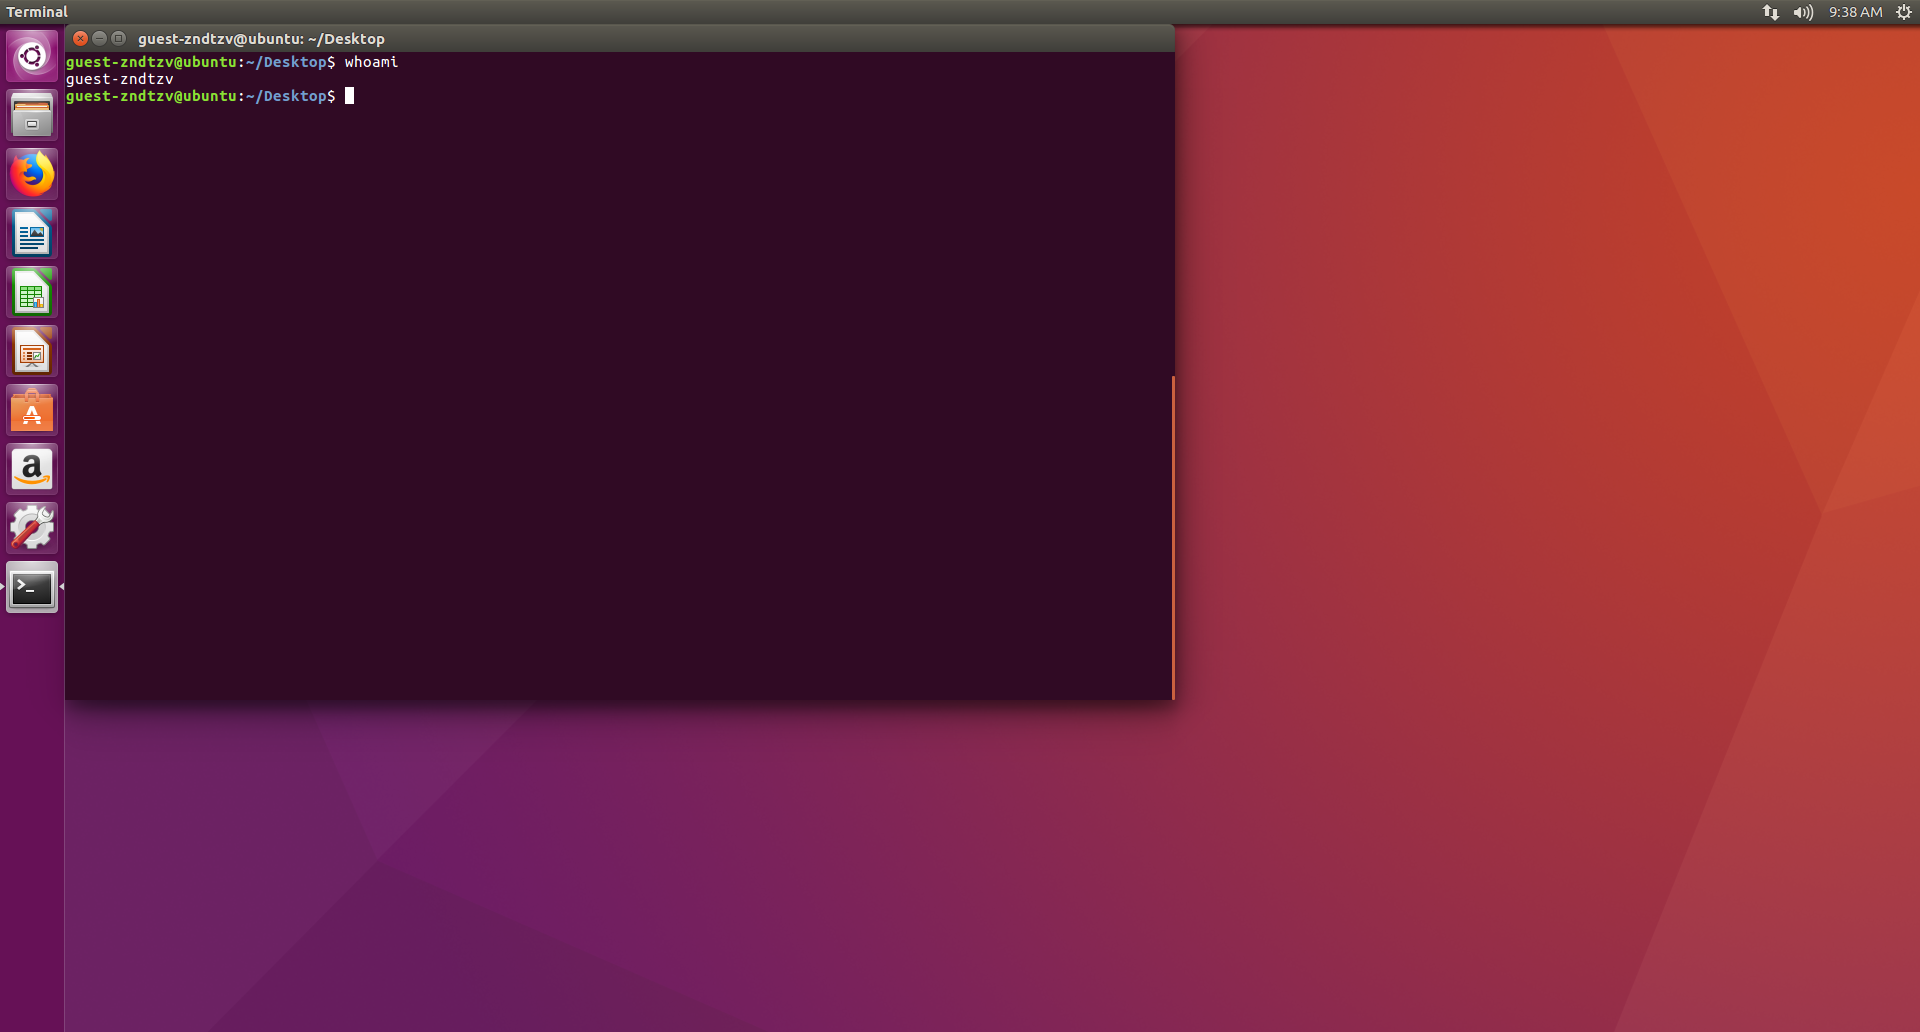 Terminal
9:38 AM
guest-zndtzv@ubuntu: ~/Desktop
guest-zndtzv@ubuntu:~/Desktop$ whoami
guest-zndtzv
guest-zndtzv@ubuntu:~/Desktop$
A
a
>_